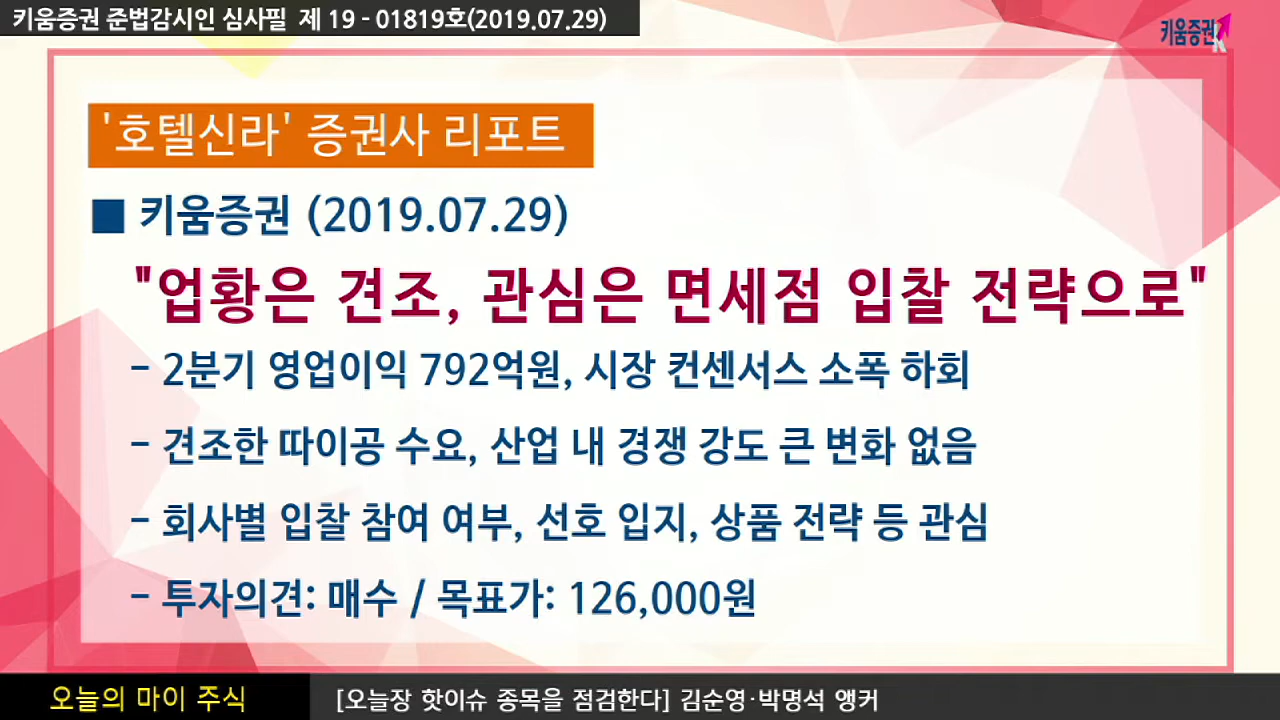 키움증권 준법감시인 심사필 제 19 - 01819호(2019.07.29)
키움증권
'호텔신라' 증권사 리포트
■ 키움증권 (2019.07.29)
"업황은 견조, 관심은 면세점 입찰 전략으로"
- 2분기 영업이익 792억원, 시장 컨센서스 소폭 하회
- 견조한 따이공 수요, 산업 내 경쟁 강도 큰 변화 없음
- 회사별 입찰 참여 여부, 선호 입지, 상품 전략 등 관심
- 투자의견: 매수 / 목표가: 126,000원
오늘의 마이 주식
[오늘장 핫이슈 종목을 점검한다] 김순영·박명석 앵커